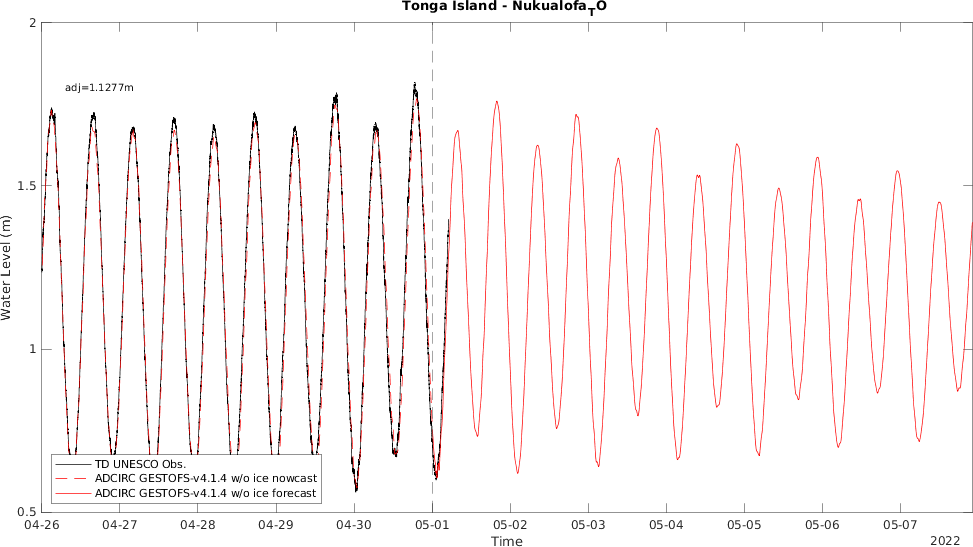 Tonga Island - NukualofaTO
2
adj=1.1277m
1.5
Water Level (m)
1
TD UNESCO Obs.
ADCIRC GESTOFS-v4.1.4 w/o ice nowcast
ADCIRC GESTOFS-v4.1.4 w/o ice forecast
0.5
04-26 04-27 04-28 04-29 04-30 05-01 05-02 05-03 05-04 05-05 05-06 05-07
Time
2022